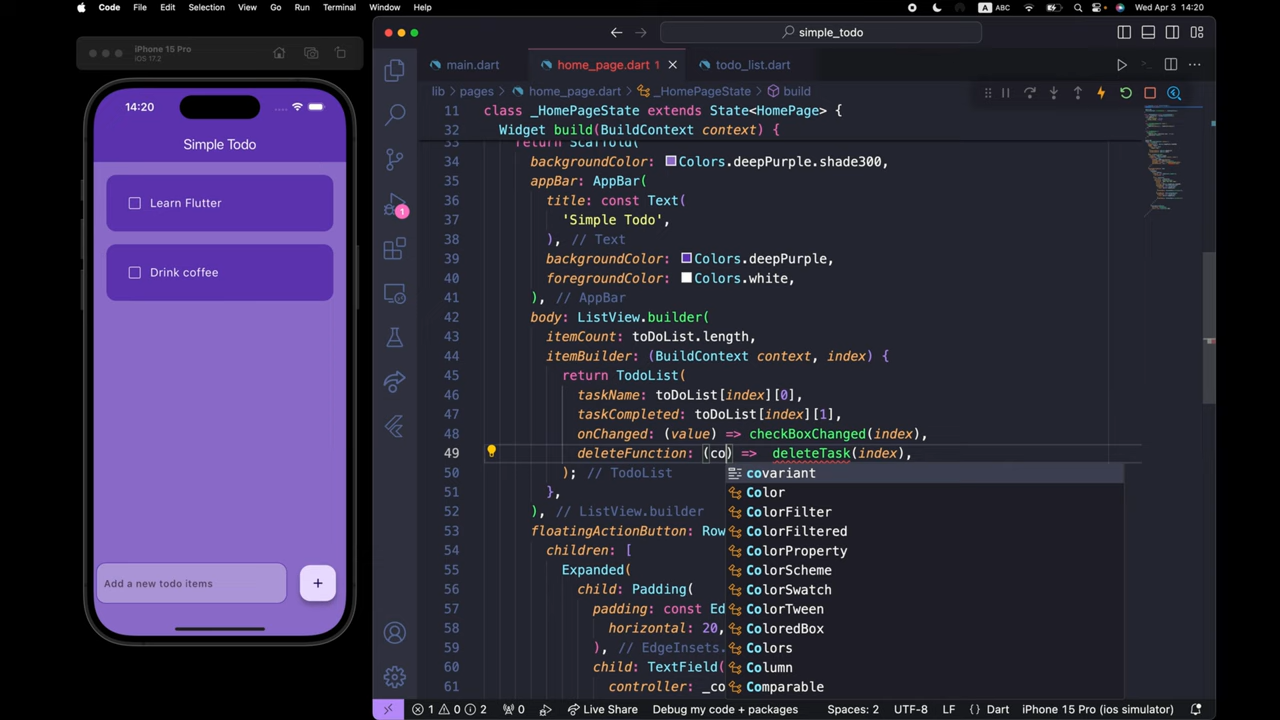 Code File Edit Selection View Go Run Terminal Window Help A ABC Wed Apr 3 14:20
iPhone 15 Pro
iOS 17.2
14:20
Simple Todo
Learn Flutter
Drink coffee
Add a new todo items
+
simple_todo
main.dart home_page.dart 1 todo_list.dart
lib > pages > home_page.dart > _HomePageState > build
11 class _HomePageState extends State<HomePage> {
32 Widget build(BuildContext context) {
33 return Scaffold(
34 backgroundColor: Colors.deepPurple.shade300,
35 appBar: AppBar(
36 title: const Text(
37 'Simple Todo',
38 ), // Text
39 backgroundColor: Colors.deepPurple,
40 foregroundColor: Colors.white,
41 ), // AppBar
42 body: ListView.builder(
43 itemCount: toDoList.length,
44 itemBuilder: (BuildContext context, index) {
45 return TodoList(
46 taskName: toDoList[index][0],
47 taskCompleted: toDoList[index][1],
48 onChanged: (value) => checkBoxChanged(index),
49 deleteFunction: (co) => deleteTask(index),
50 ); // TodoList
51 },
52 ), // ListView.builder
53 floatingActionButton: Row
54 children: [
55 Expanded(
56 child: Padding(
57 padding: const Ed
58 horizontal: 20,
59 ), // EdgeInsets.
60 child: TextField(
61 controller: _co
covariant
Color
ColorFilter
ColorFiltered
ColorProperty
ColorScheme
ColorSwatch
ColorTween
ColoredBox
Colors
Column
Comparable
1
1 0 2 0 Live Share Debug my code + packages Spaces: 2 UTF-8 LF Dart iPhone 15 Pro (ios simulator)